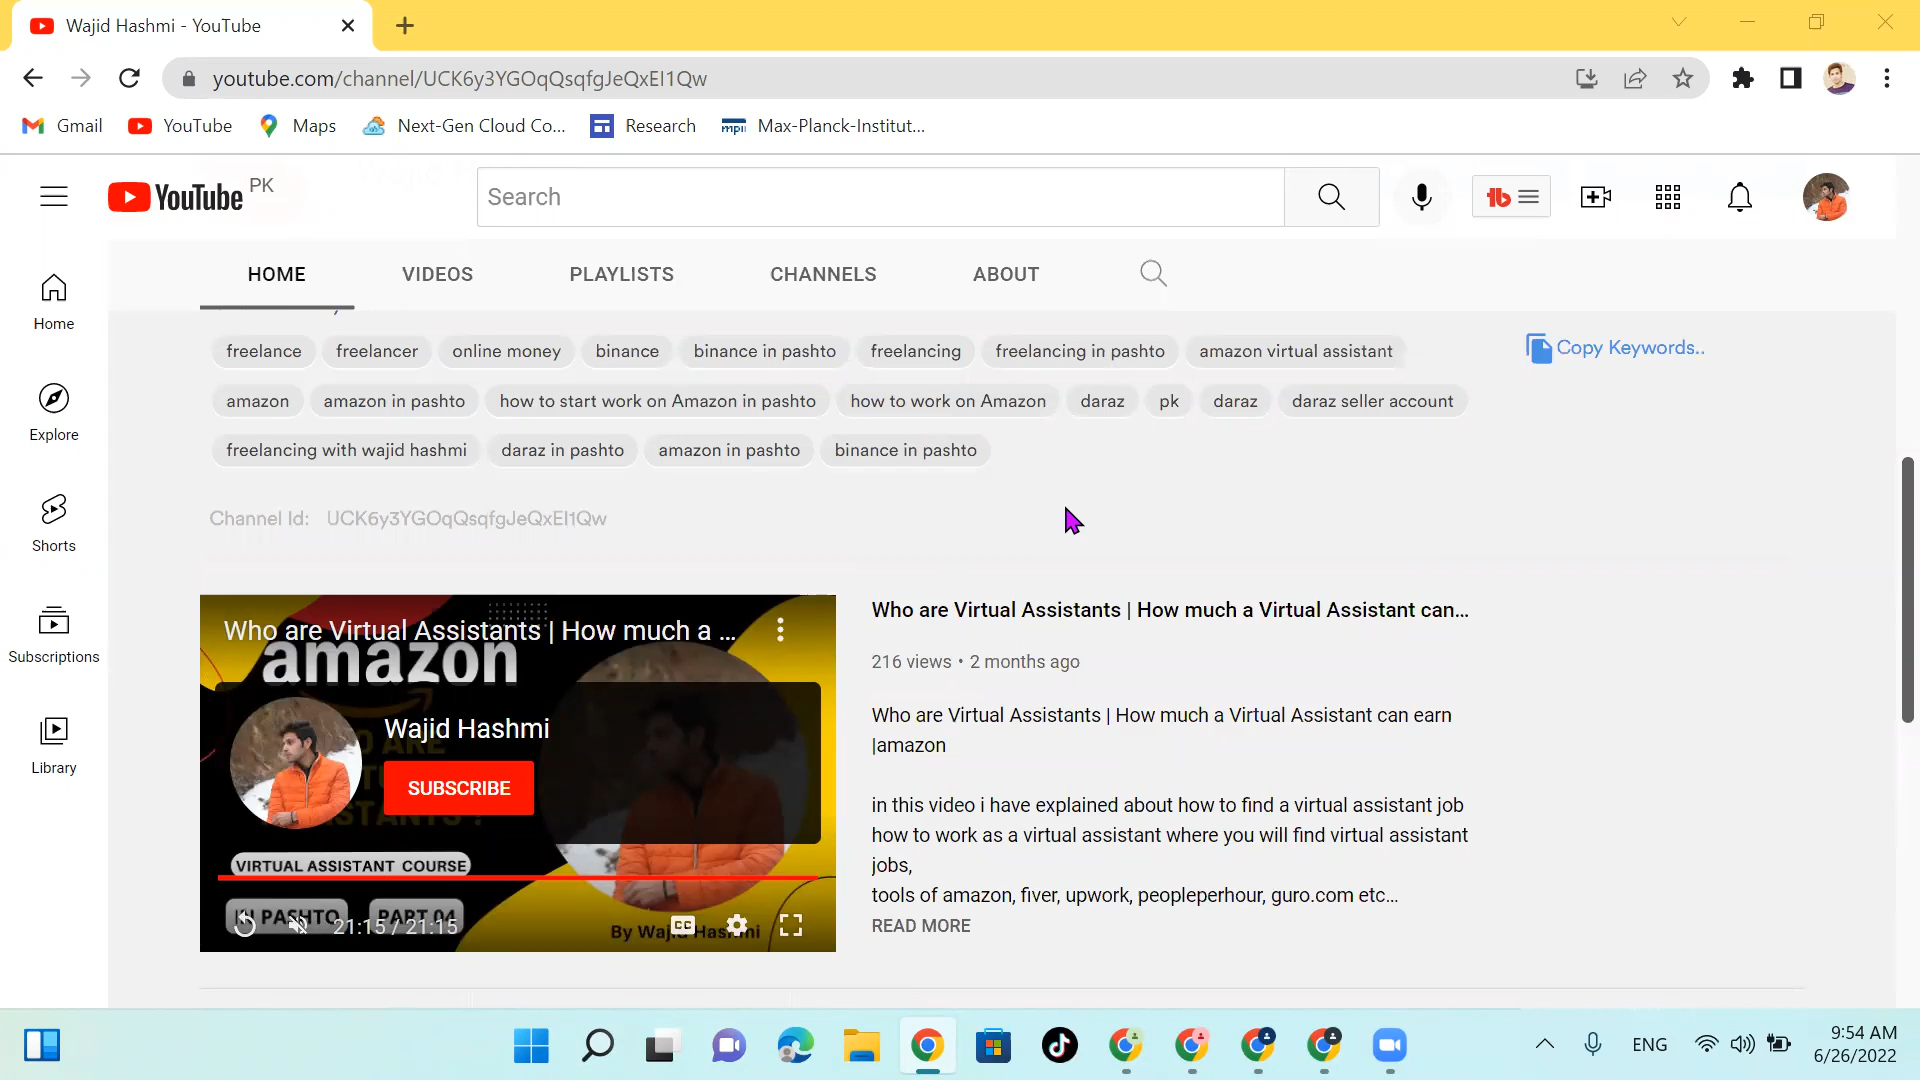 Wajid Hashmi - YouTube
youtube.com/channel/UCK6y3YGOqQsqfgJeQxEl1Qw
Gmail YouTube Maps Next-Gen Cloud Co... Research mpii Max-Planck-Institut...
YouTube PK Search
HOME VIDEOS PLAYLISTS CHANNELS ABOUT
Home
Explore
Shorts
Subscriptions
Library
freelance freelancer online money binance binance in pashto freelancing freelancing in pashto amazon virtual assistant
Copy Keywords..
amazon amazon in pashto how to start work on Amazon in pashto how to work on Amazon daraz pk daraz daraz seller account
freelancing with wajid hashmi daraz in pashto amazon in pashto binance in pashto
Channel Id: UCK6y3YGOqQsqfgJeQxEl1Qw
Who are Virtual Assistants | How much a ...
amazon
Wajid Hashmi
SUBSCRIBE
VIRTUAL ASSISTANT COURSE
IN PASHTO PART 04
21:15 / 21:15
By Wajid Hashmi
Who are Virtual Assistants | How much a Virtual Assistant can...
216 views • 2 months ago
Who are Virtual Assistants | How much a Virtual Assistant can earn
|amazon
in this video i have explained about how to find a virtual assistant job
how to work as a virtual assistant where you will find virtual assistant
jobs,
tools of amazon, fiver, upwork, peopleperhour, guro.com etc...
READ MORE
ENG
9:54 AM
6/26/2022